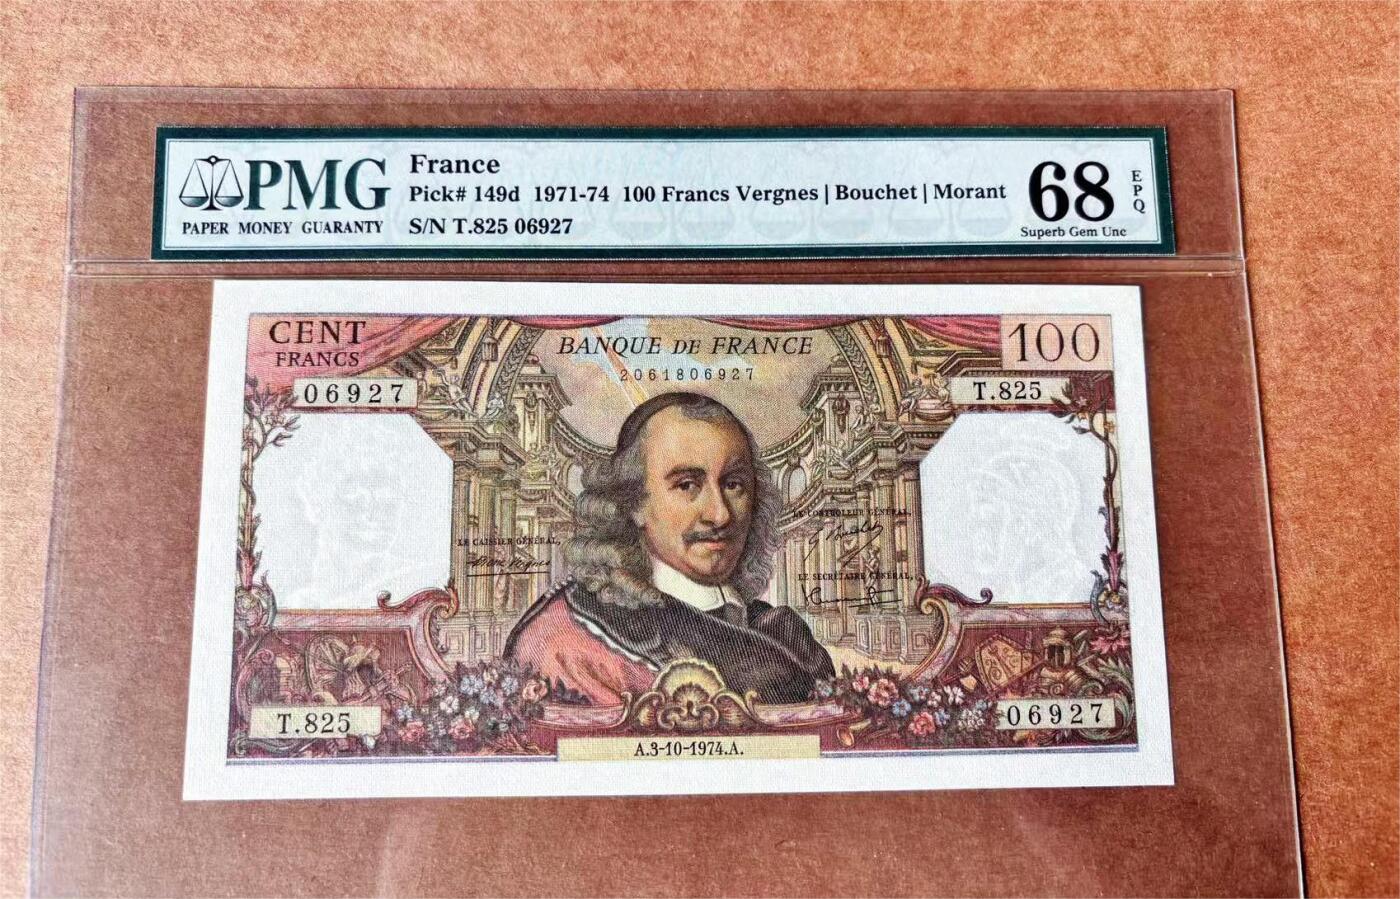 PMG
PAPER MONEY GUARANTY
France
Pick# 149d 1971-74 100 Francs Vergnes | Bouchet | Morant
S/N T.825 06927
68
EPQ
Superb Gem Unc
CENT
FRANCS
BANQUE DE FRANCE
100
2061806927
06927
T.825
LE CONTROLEUR GÉNÉRAL,
LE CAISSIER GÉNÉRAL,
LE SECRÉTAIRE GÉNÉRAL,
T.825
06927
A.3-10-1974.A.